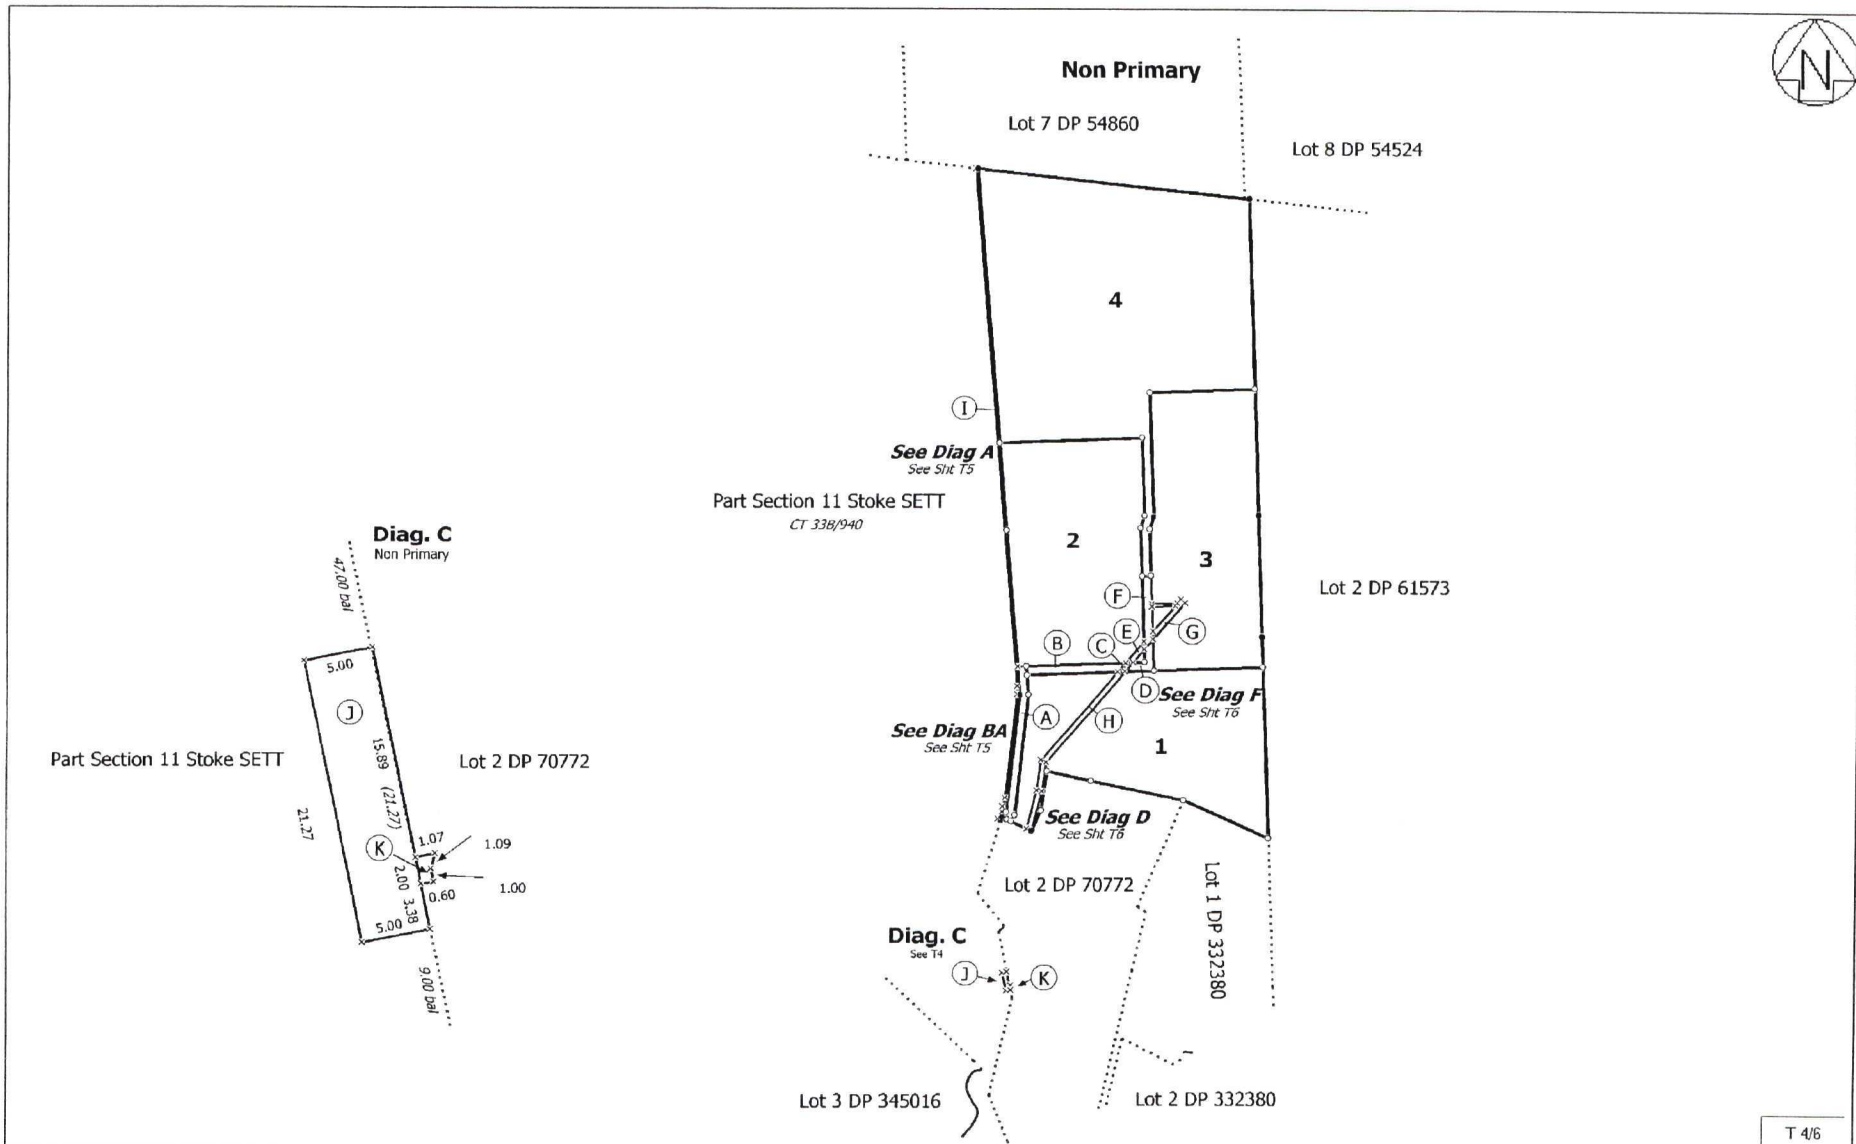 N
Non Primary
Lot 7 DP 54860
Lot 8 DP 54524
4
I
See Diag A
See Sht T5
Part Section 11 Stoke SETT
CT 338/940
2
3
Lot 2 DP 61573
F
G
E
C
B
D
See Diag F
See Sht T6
A
H
See Diag BA
See Sht T5
1
See Diag D
See Sht T6
Lot 2 DP 70772
Lot 1 DP 332380
Diag. C
See T4
J
K
Lot 3 DP 345016
Lot 2 DP 332380
Diag. C
Non Primary
47.00 bal
5.00
J
15.89
(21.27)
Part Section 11 Stoke SETT
Lot 2 DP 70772
21.27
1.07
1.09
K
2.00
1.00
0.60
3.38
5.00
9.00 bal
T 4/6